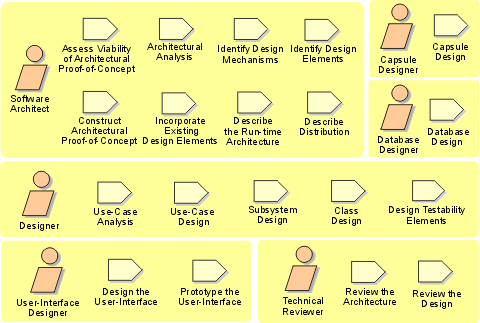 Software
Architect
Assess Viability
of Architectural
Proof-of-Concept
Architectural
Analysis
Identify Design
Mechanisms
Identify Design
Elements
Construct
Architectural
Proof-of-Concept
Incorporate
Existing
Design Elements
Describe
the Run-time
Architecture
Describe
Distribution
Capsule
Designer
Capsule
Design
Database
Designer
Database
Design
Designer
Use-Case
Analysis
Use-Case
Design
Subsystem
Design
Class
Design
Design Testability
Elements
User-Interface
Designer
Design the
User-Interface
Prototype the
User-Interface
Technical
Reviewer
Review the
Architecture
Review the
Design